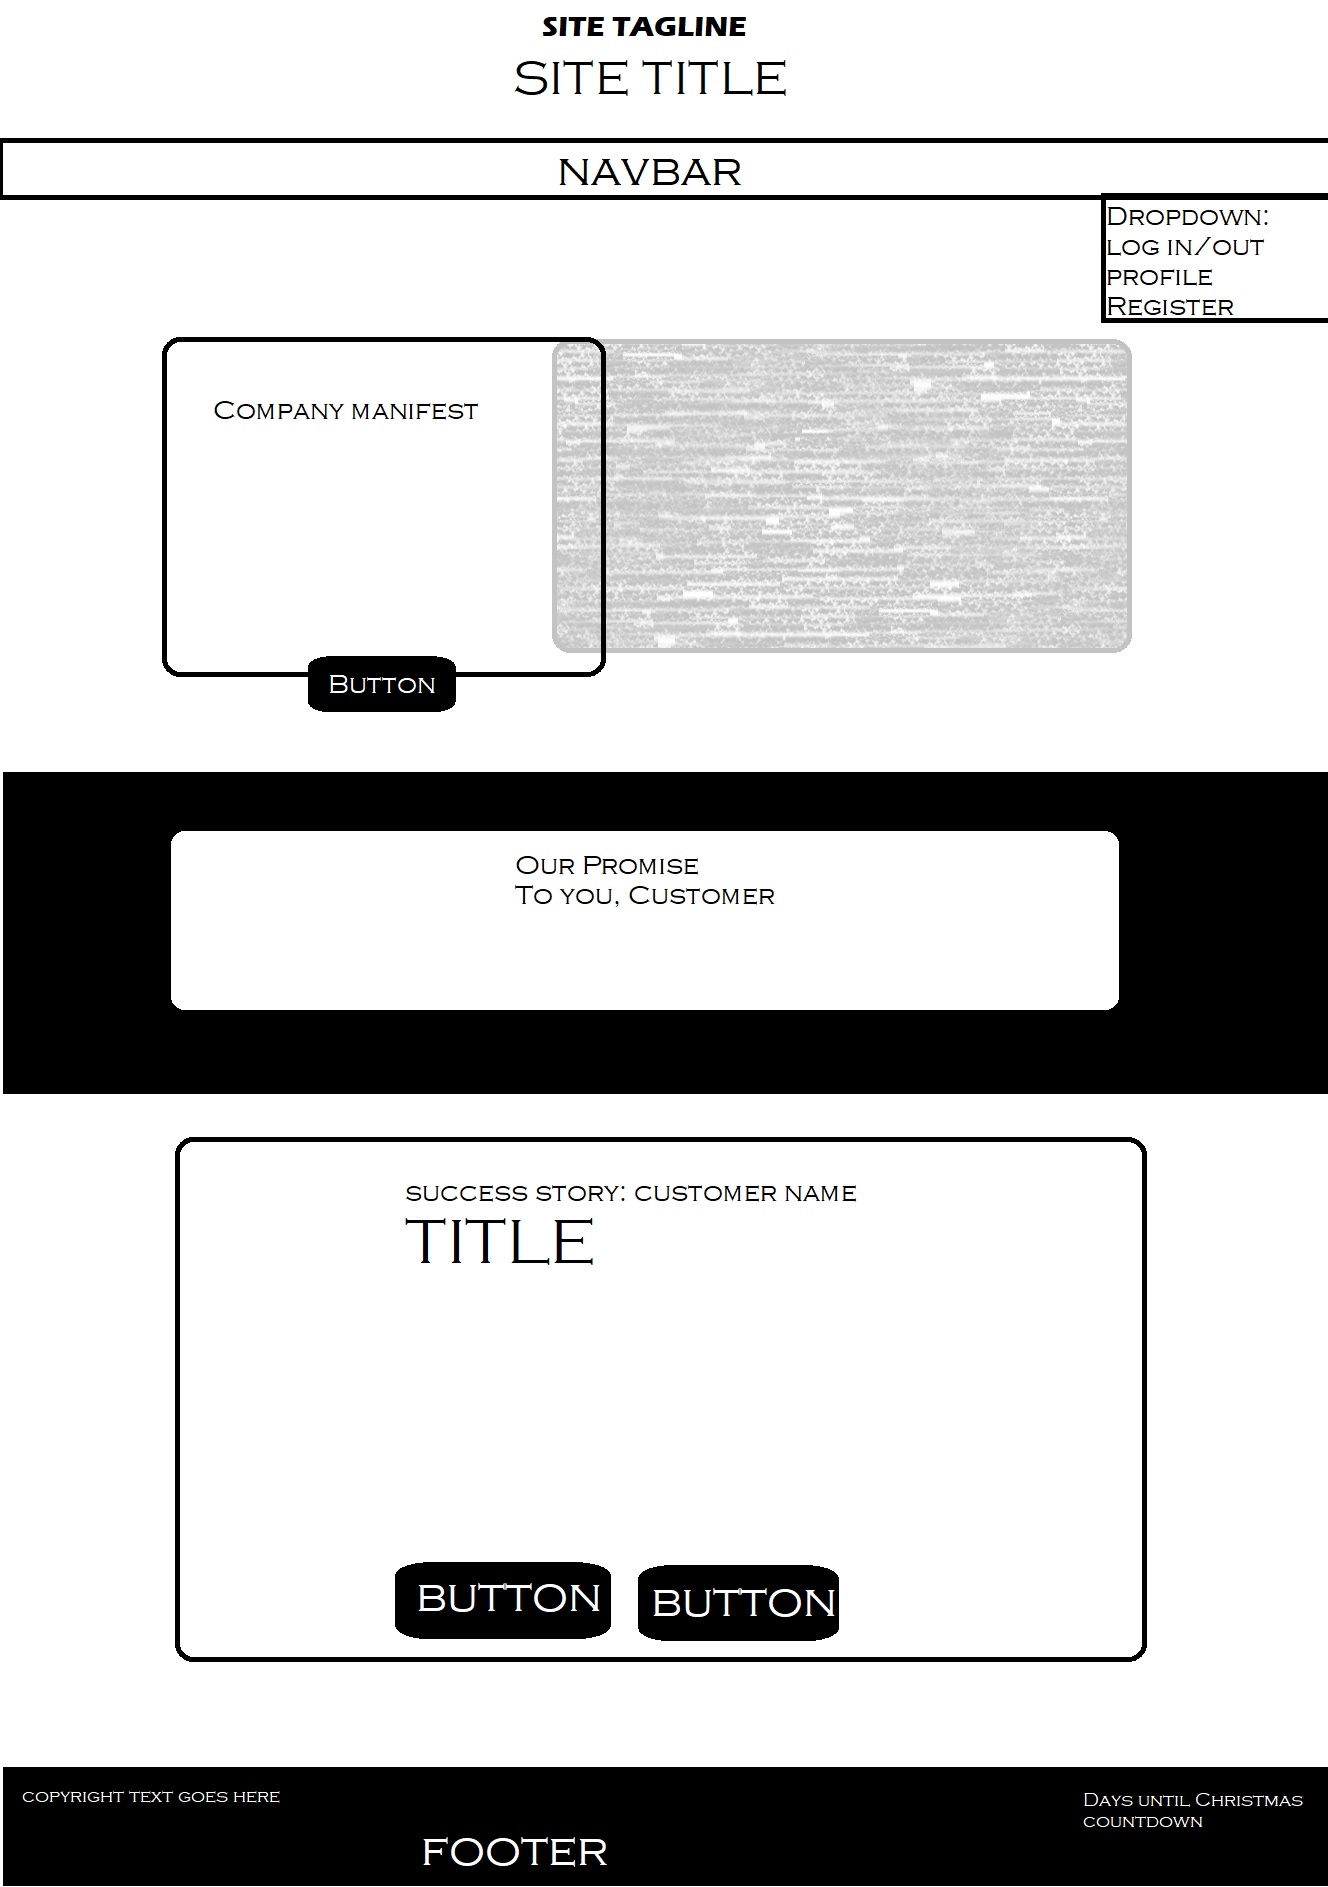 SITE TAGLINE
SITE TITLE
NAVBAR
Dropdown:
log in/out
profile
Register
Company manifest
Button
Our Promise
To you, Customer
success story: customer name
TITLE
BUTTON
BUTTON
copyright text goes here
Days until Christmas
countdown
FOOTER